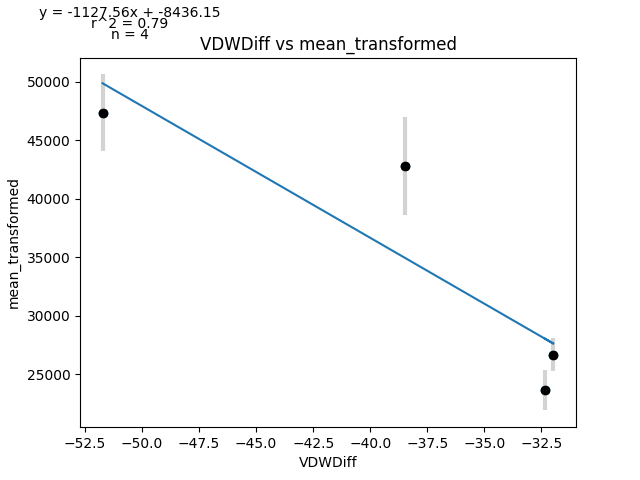 y = -1127.56x + -8436.15
r^2 = 0.79
n = 4
VDWDiff vs mean_transformed
50000
45000
40000
35000
30000
25000
mean_transformed
−52.5 −50.0 −47.5 −45.0 −42.5 −40.0 −37.5 −35.0 −32.5
VDWDiff